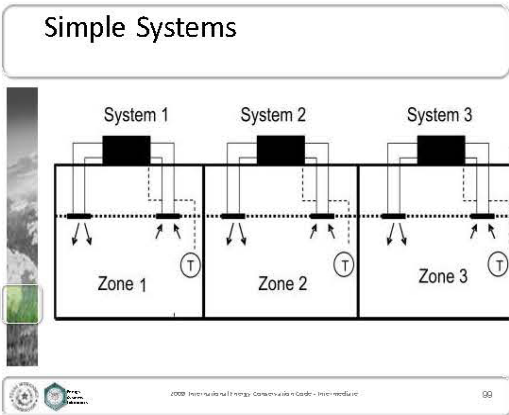 Simple Systems
System 1
System 2
System 3
T
T
T
Zone 1
Zone 2
Zone 3
2009 International Energy Conservation Code - Intermediate
99